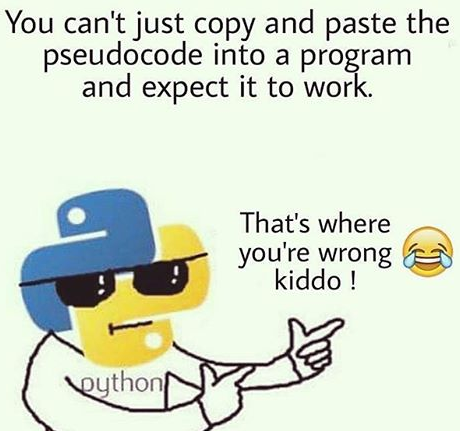 You can't just copy and paste the
pseudocode into a program
and expect it to work.
That's where
you're wrong
kiddo !
python